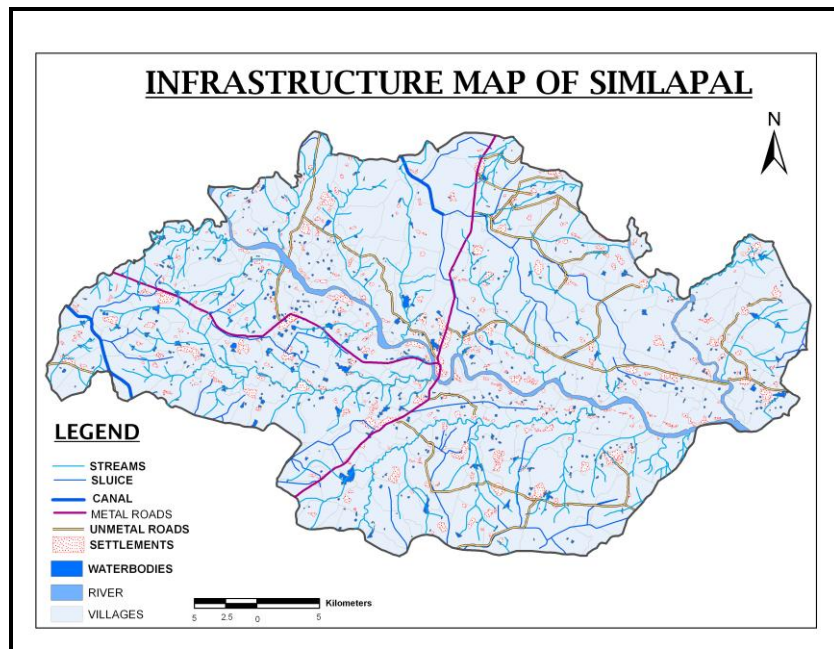 INFRASTRUCTURE MAP OF SIMLAPAL
N
LEGEND
STREAMS
SLUICE
CANAL
METAL ROADS
UNMETAL ROADS
SETTLEMENTS
WATERBODIES
RIVER
VILLAGES
Kilometers
5 2.5 0 5